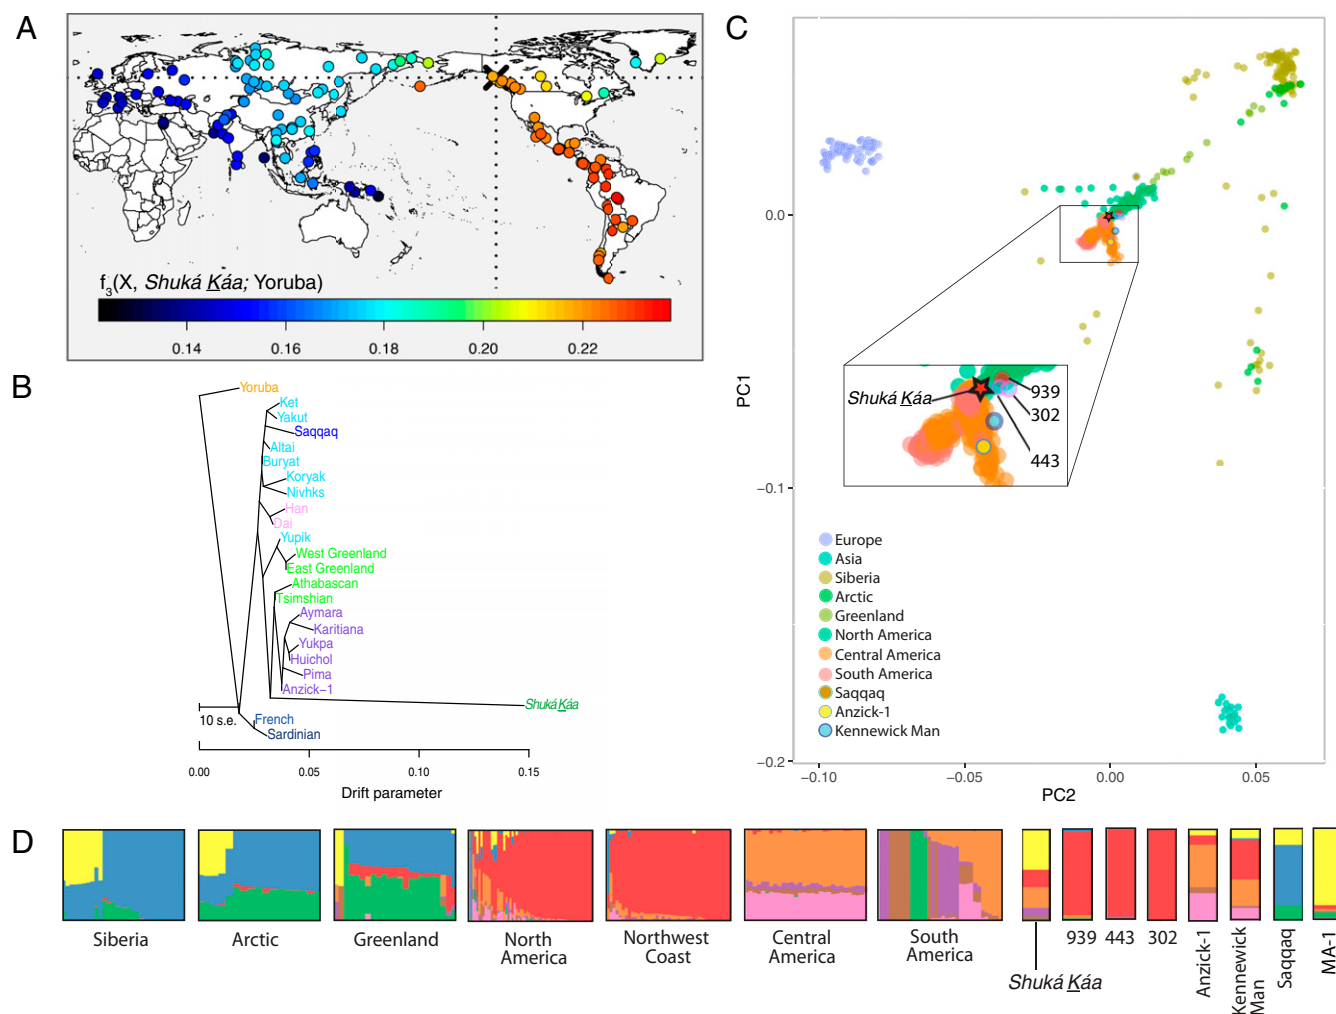 A
f3(X, Shuká Káa; Yoruba)
0.14 0.16 0.18 0.20 0.22
B
Yoruba
Ket
Yakut
Saqqaq
Altai
Buryat
Koryak
Nivhks
Han
Dai
Yupik
West Greenland
East Greenland
Athabascan
Tsimshian
Aymara
Karitiana
Yukpa
Huichol
Pima
Anzick-1
Shuká Káa
10 s.e.
French
Sardinian
0.00 0.05 0.10 0.15
Drift parameter
C
0.0
−0.1
−0.2
PC1
Shuká Káa
939
302
443
Europe
Asia
Siberia
Arctic
Greenland
North America
Central America
South America
Saqqaq
Anzick-1
Kennewick Man
−0.10 −0.05 0.00 0.05
PC2
D
Siberia
Arctic
Greenland
North
America
Northwest
Coast
Central
America
South
America
Shuká Káa
939
443
302
Anzick-1
Kennewick
Man
Saqqaq
MA-1